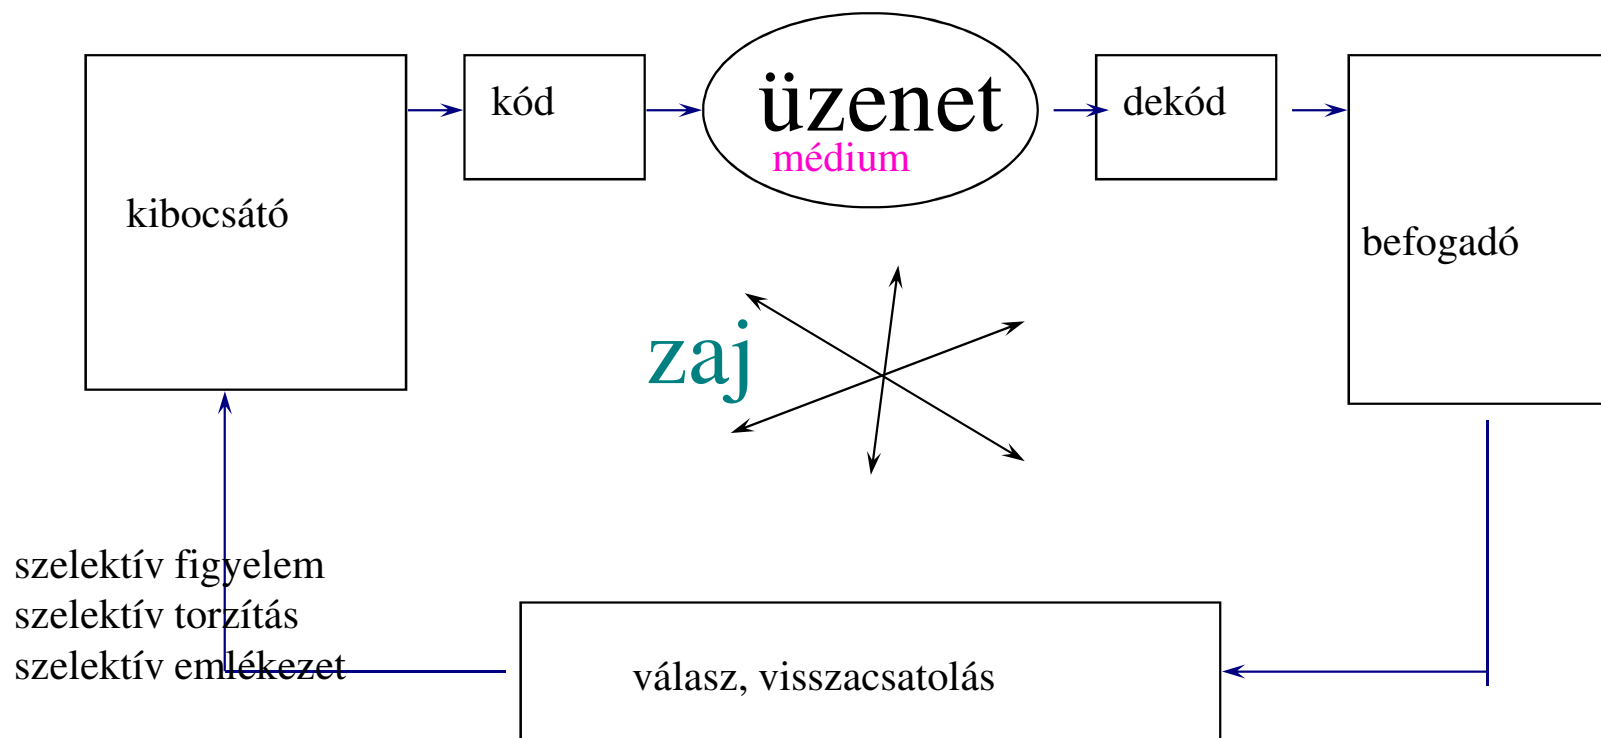 kibocsátó
kód
üzenet
médium
dekód
befogadó
zaj
szelektív figyelem
szelektív torzítás
szelektív emlékezet
válasz, visszacsatolás